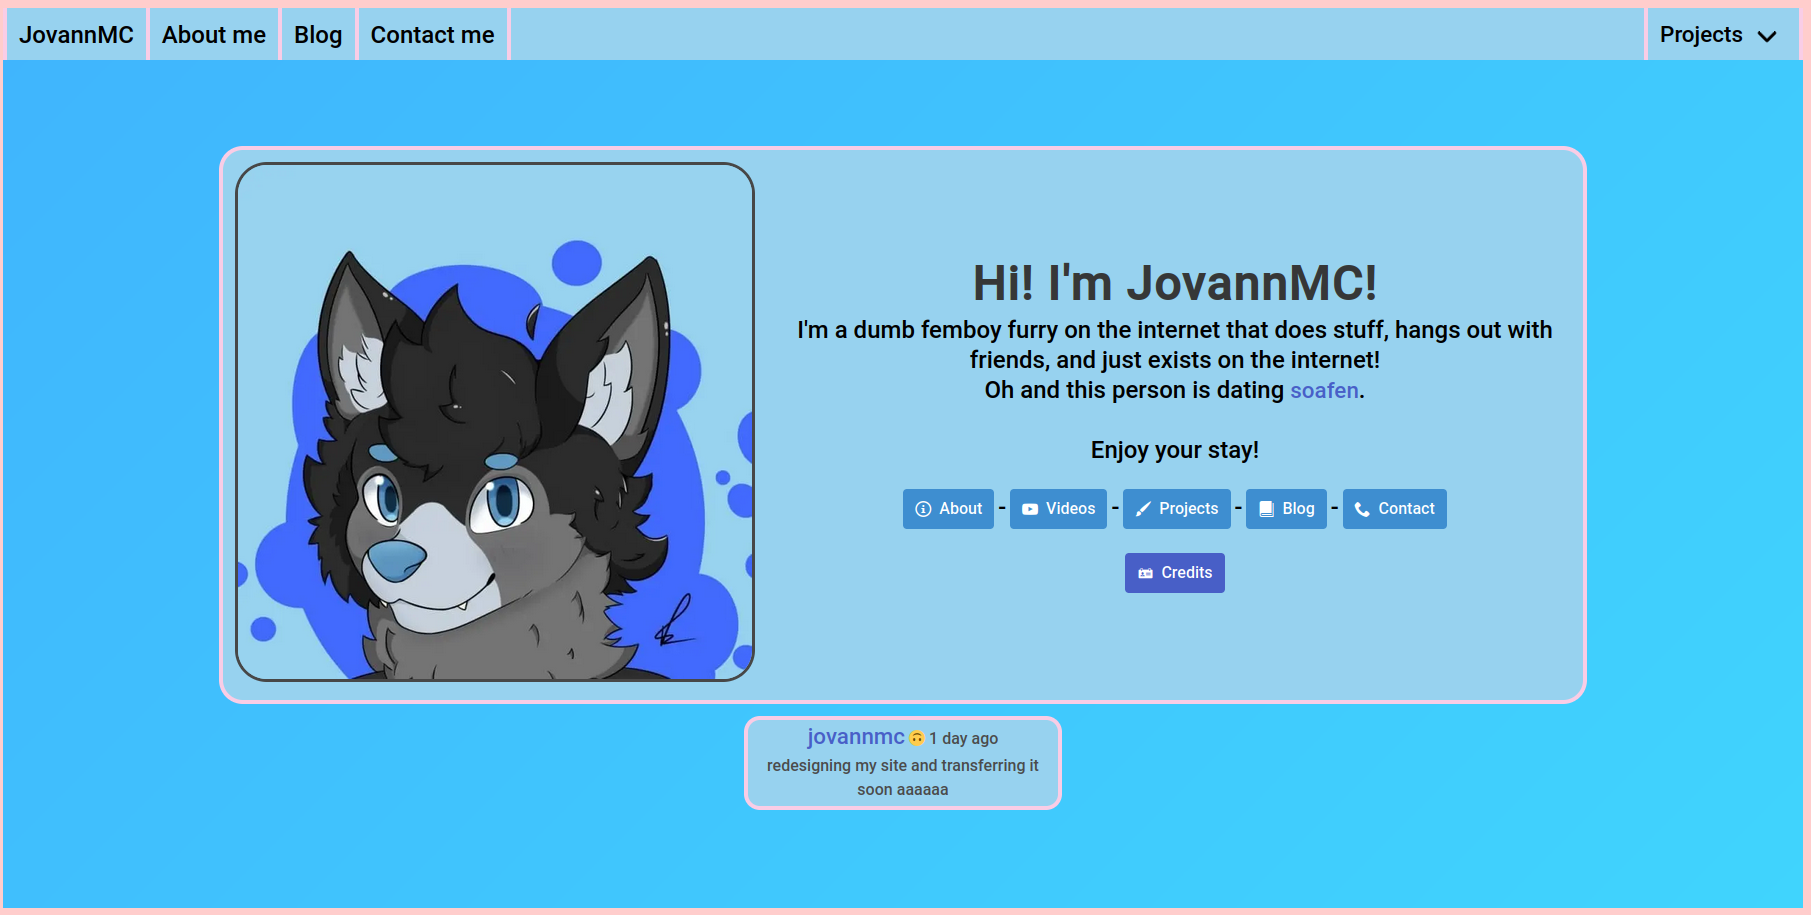 JovannMC
About me
Blog
Contact me
Projects
Hi! I'm JovannMC!
I'm a dumb femboy furry on the internet that does stuff, hangs out with
friends, and just exists on the internet!
Oh and this person is dating soafen.
Enjoy your stay!
About - Videos - Projects - Blog - Contact
Credits
jovannmc 🙃 1 day ago
redesigning my site and transferring it
soon aaaaaa